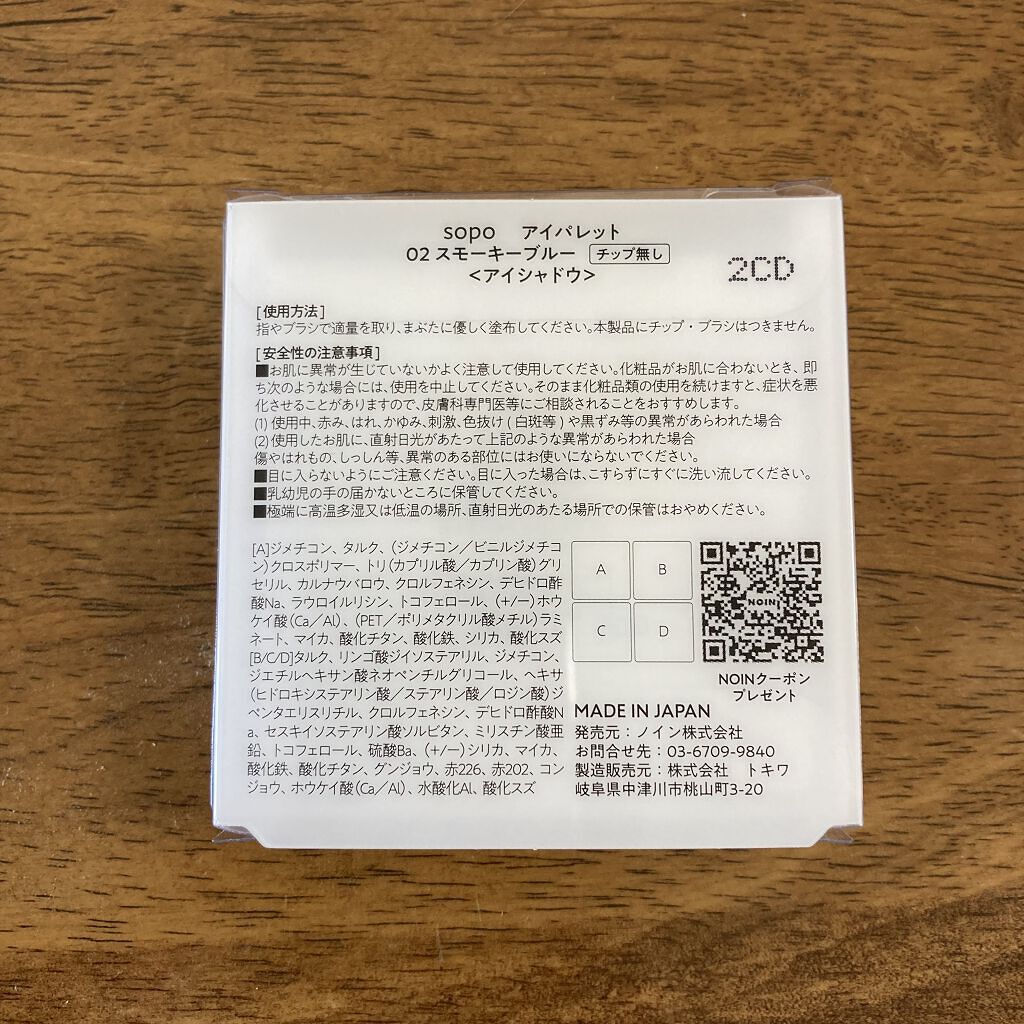 sopo アイパレット
02 スモーキーブルー チップ無し
<アイシャドウ>
2CD
[使用方法]
指やブラシで適量を取り、まぶたに優しく塗布してください。本製品にチップ・ブラシはつきません。
[安全性の注意事項]
■お肌に異常が生じていないかよく注意して使用してください。化粧品がお肌に合わないとき、即
ち次のような場合には、使用を中止してください。そのまま化粧品類の使用を続けますと、症状を悪
化させることがありますので、皮膚科専門医等にご相談されることをおすすめします。
(1) 使用中、赤み、はれ、かゆみ、刺激、色抜け(白斑等)や黒ずみ等の異常があらわれた場合
(2) 使用したお肌に、直射日光があたって上記のような異常があらわれた場合
傷やはれもの、しっしん等、異常のある部位にはお使いにならないでください。
■目に入らないようにご注意ください。目に入った場合は、こすらずにすぐに洗い流してください。
■乳幼児の手の届かないところに保管してください。
■極端に高温多湿又は低温の場所、直射日光のあたる場所での保管はおやめください。
[A]ジメチコン、タルク、(ジメチコン/ビニルジメチコ
ン)クロスポリマー、トリ(カプリル酸/カプリン酸)グリ
セリル、カルナウバロウ、クロルフェネシン、デヒドロ酢
酸Na、ラウロイルリシン、トコフェロール、(+/−)ホウ
ケイ酸(Ca/Al)、(PET/ポリメタクリル酸メチル)ラミ
ネート、マイカ、酸化チタン、酸化鉄、シリカ、酸化スズ
[B/C/D]タルク、リンゴ酸ジイソステアリル、ジメチコン、
ジエチルヘキサン酸ネオペンチルグリコール、ヘキサ
(ヒドロキシステアリン酸/ステアリン酸/ロジン酸)ジ
ペンタエリスリチル、クロルフェネシン、デヒドロ酢酸N
a、セスキイソステアリン酸ソルビタン、ミリスチン酸亜
鉛、トコフェロール、硫酸Ba、(+/−)シリカ、マイカ、
酸化鉄、酸化チタン、グンジョウ、赤226、赤202、コン
ジョウ、ホウケイ酸(Ca/Al)、水酸化Al、酸化スズ
A B
C D
NOIN
NOINクーポン
プレゼント
MADE IN JAPAN
発売元：ノイン株式会社
お問合せ先：03-6709-9840
製造販売元：株式会社 トキワ
岐阜県中津川市桃山町3-20